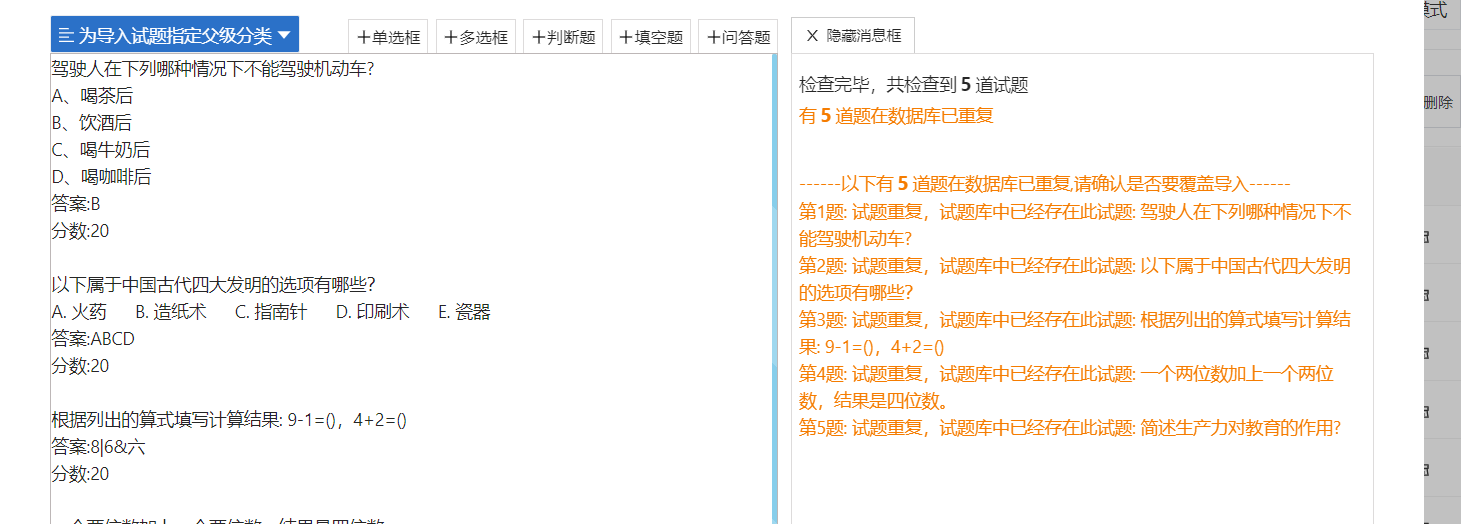 为导入试题指定父级分类
+单选框
+多选框
+判断题
+填空题
+问答题
X 隐藏消息框
模式
删除
驾驶人在下列哪种情况下不能驾驶机动车?
A、喝茶后
B、饮酒后
C、喝牛奶后
D、喝咖啡后
答案:B
分数:20
以下属于中国古代四大发明的选项有哪些?
A. 火药 B. 造纸术 C. 指南针 D. 印刷术 E. 瓷器
答案:ABCD
分数:20
根据列出的算式填写计算结果: 9-1=()，4+2=()
答案:8|6&六
分数:20
检查完毕，共检查到 5 道试题
有 5 道题在数据库已重复
------以下有 5 道题在数据库已重复,请确认是否要覆盖导入------
第1题: 试题重复，试题库中已经存在此试题: 驾驶人在下列哪种情况下不
能驾驶机动车?
第2题: 试题重复，试题库中已经存在此试题: 以下属于中国古代四大发明
的选项有哪些?
第3题: 试题重复，试题库中已经存在此试题: 根据列出的算式填写计算结
果: 9-1=()，4+2=()
第4题: 试题重复，试题库中已经存在此试题: 一个两位数加上一个两位
数，结果是四位数。
第5题: 试题重复，试题库中已经存在此试题: 简述生产力对教育的作用?